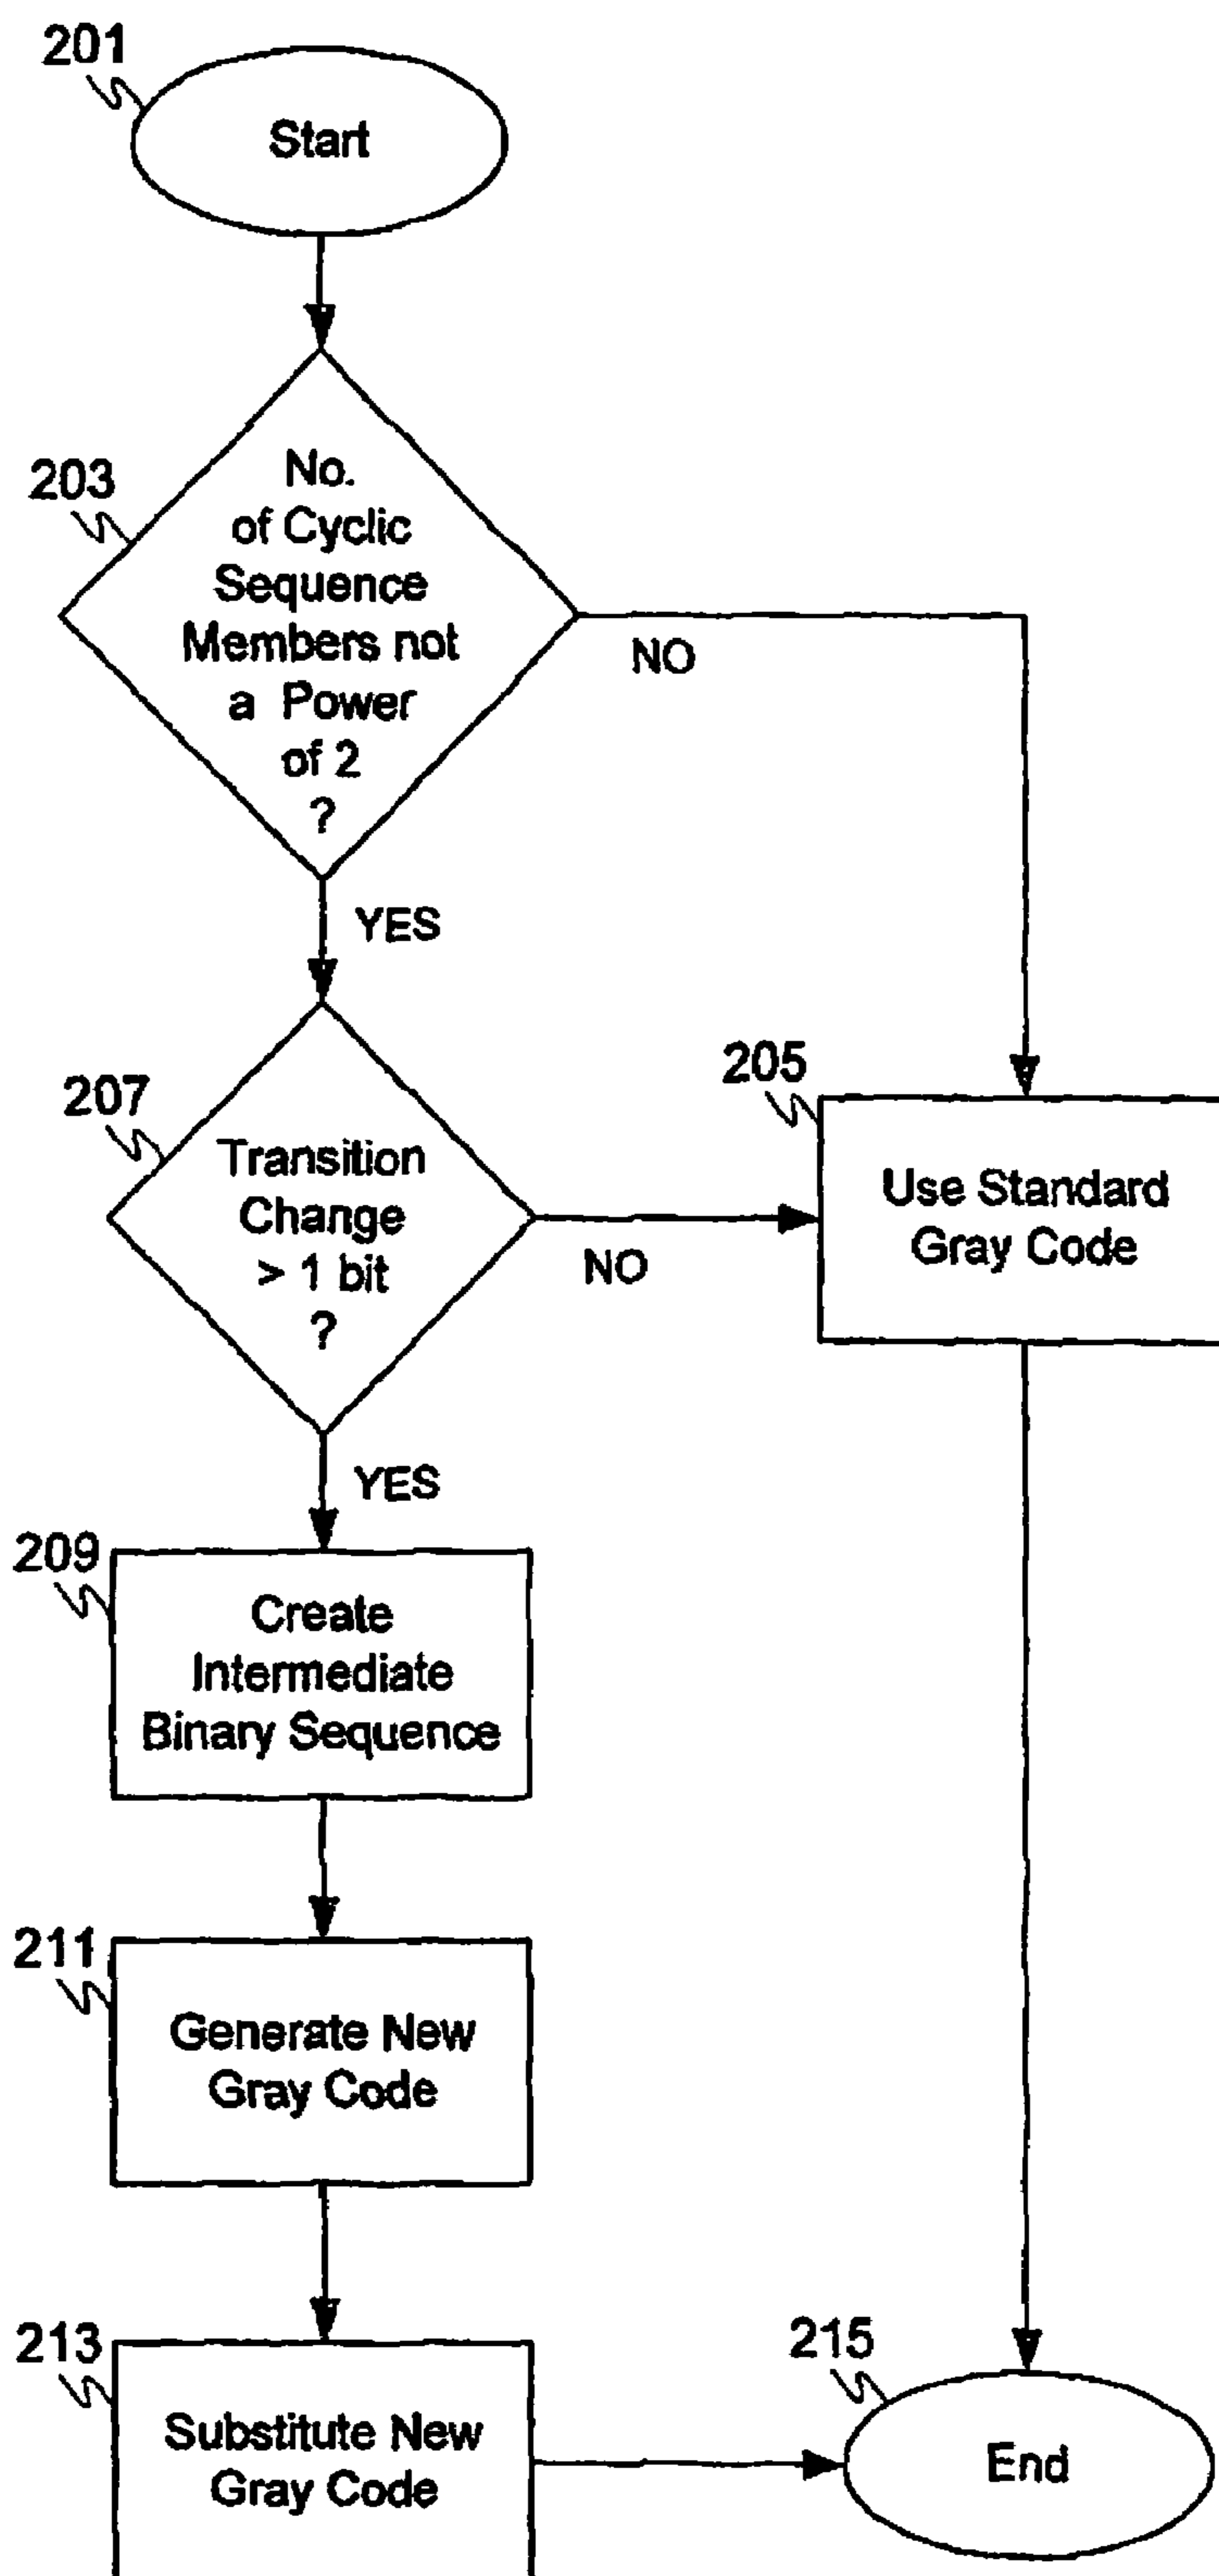 201
Start
203
No.
of Cyclic
Sequence
Members not
a Power
of 2
?
NO
YES
207
Transition
Change
> 1 bit
?
NO
205
Use Standard
Gray Code
YES
209
Create
Intermediate
Binary Sequence
211
Generate New
Gray Code
213
Substitute New
Gray Code
215
End